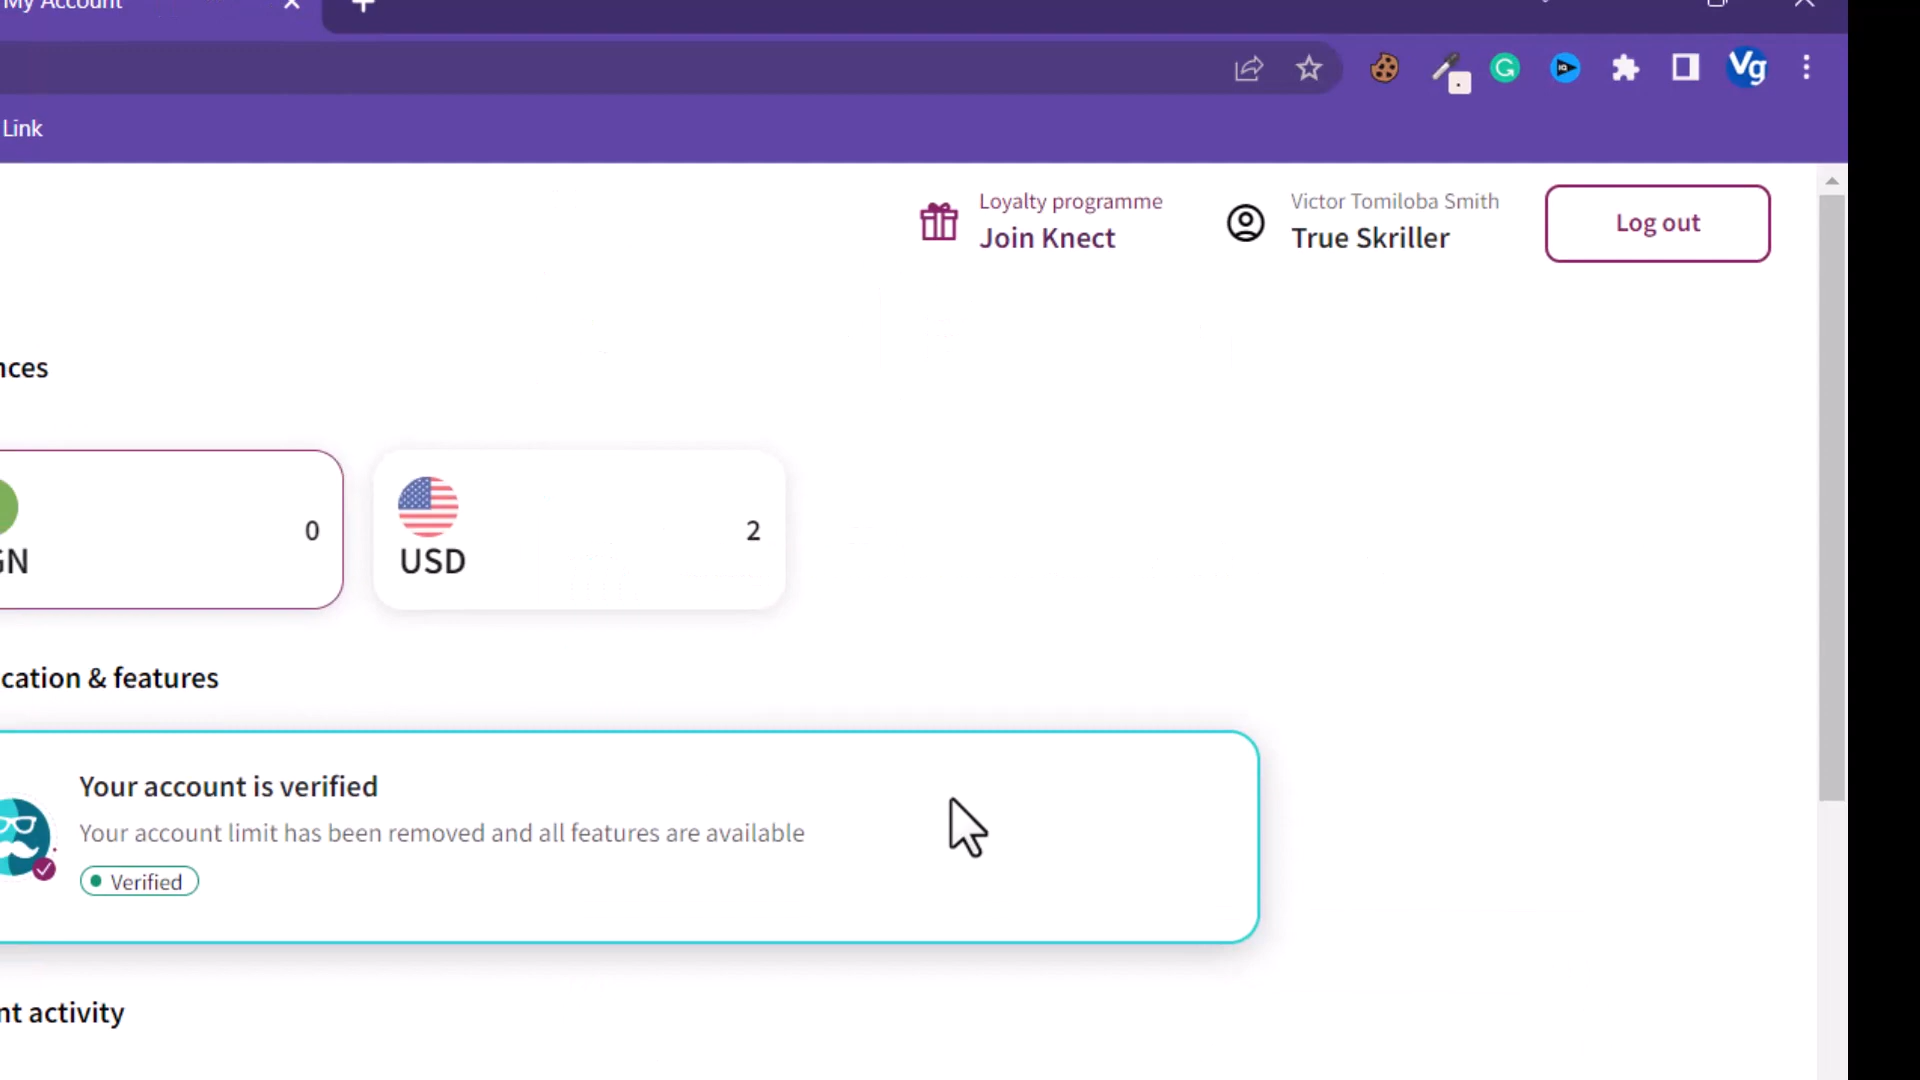 My Account
Link
Loyalty programme
Join Knect
Victor Tomiloba Smith
True Skriller
Log out
nces
0
GN
2
USD
cation & features
Your account is verified
Your account limit has been removed and all features are available
Verified
nt activity
Vg